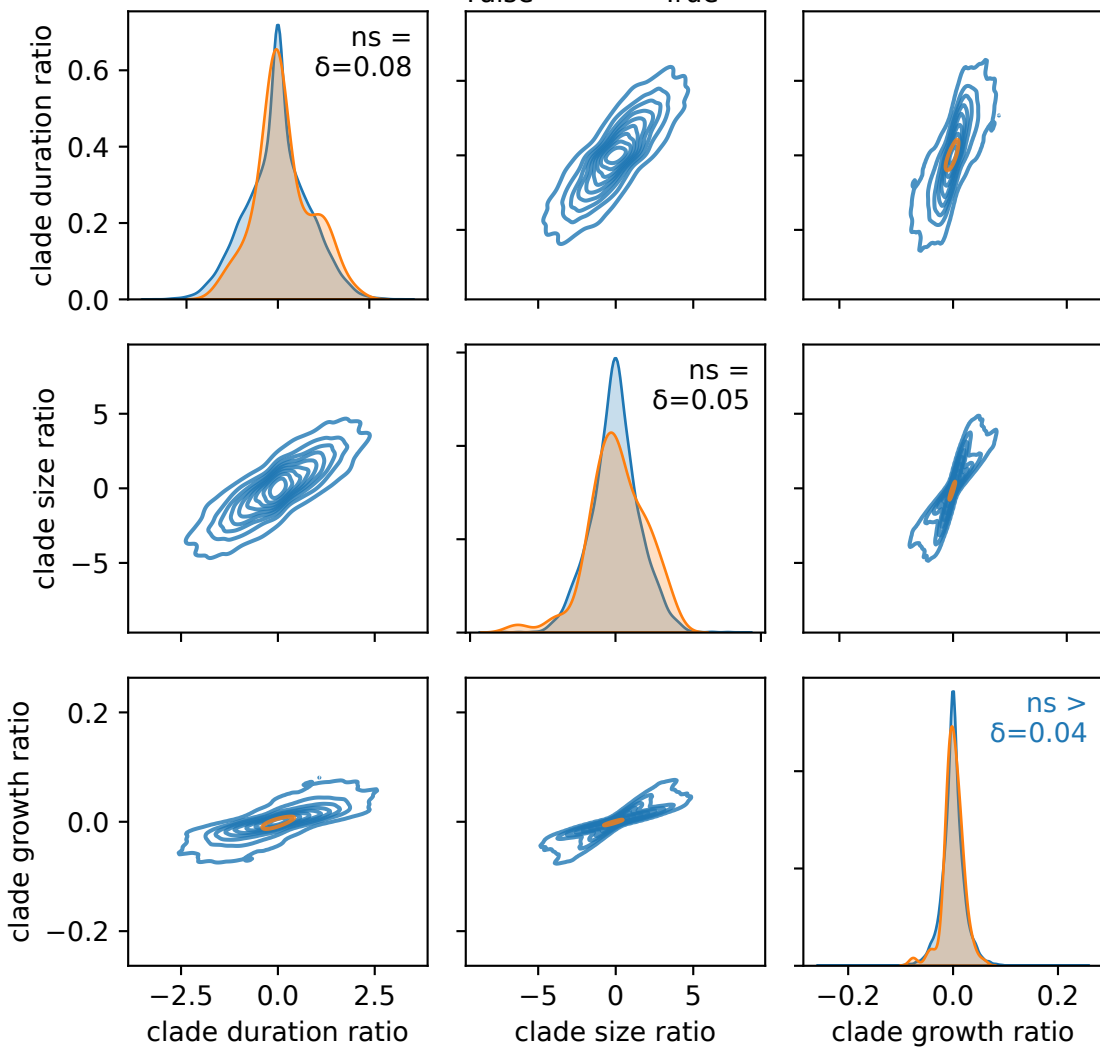 clade duration ratio
0.6
0.4
0.2
0.0
ns =
δ=0.08
clade size ratio
5
0
−5
ns =
δ=0.05
clade growth ratio
0.2
0.0
−0.2
ns >
δ=0.04
−2.5 0.0 2.5
−5 0 5
−0.2 0.0 0.2
clade duration ratio
clade size ratio
clade growth ratio